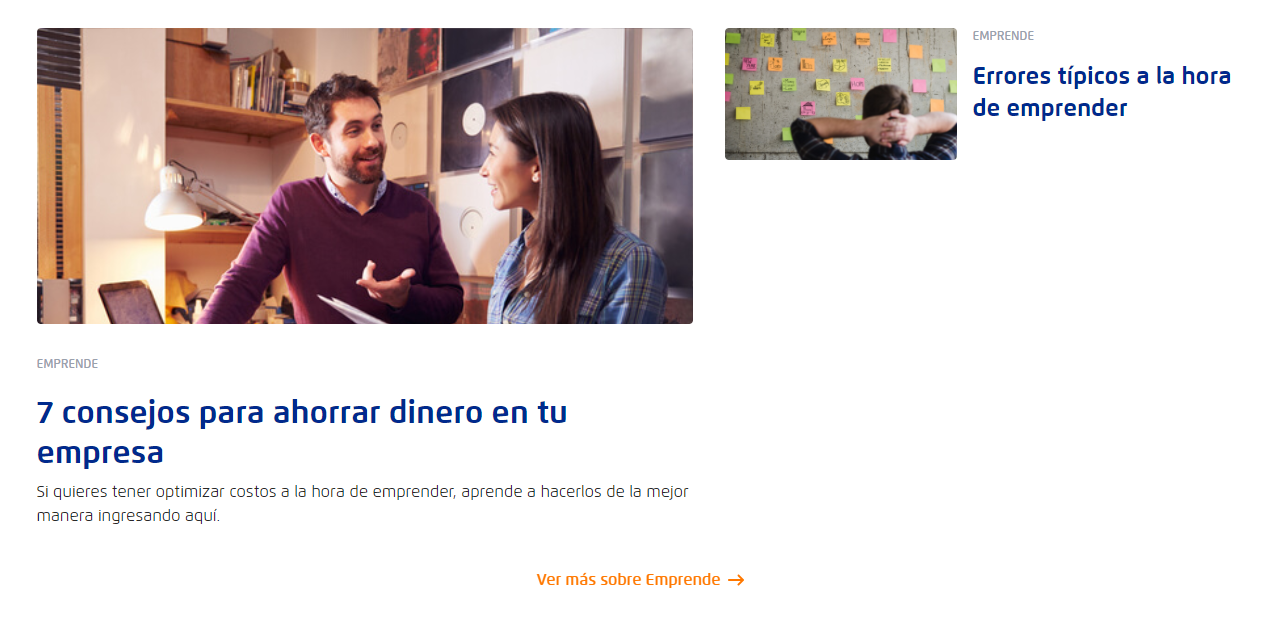 EMPRENDE
7 consejos para ahorrar dinero en tu
empresa
Si quieres tener optimizar costos a la hora de emprender, aprende a hacerlos de la mejor
manera ingresando aquí.
EMPRENDE
Errores típicos a la hora
de emprender
Ver más sobre Emprende →